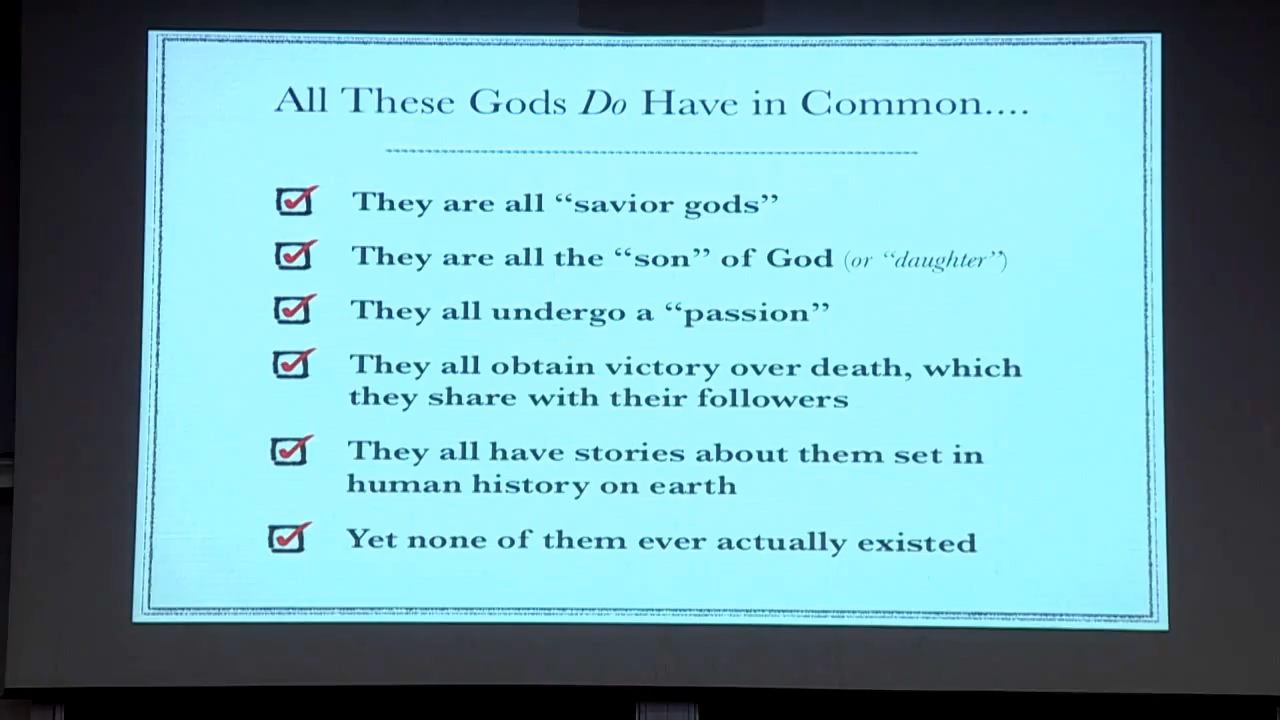 All These Gods Do Have in Common....
They are all “savior gods”
They are all the “son” of God (or “daughter”)
They all undergo a “passion”
They all obtain victory over death, which
they share with their followers
They all have stories about them set in
human history on earth
Yet none of them ever actually existed